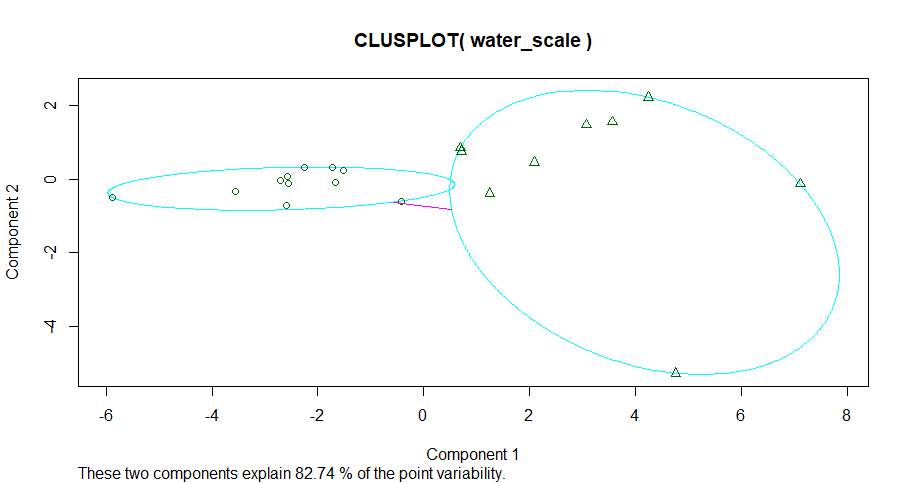 CLUSPLOT( water_scale )
2
0
-2
-4
Component 2
-6 -4 -2 0 2 4 6 8
Component 1
These two components explain 82.74 % of the point variability.